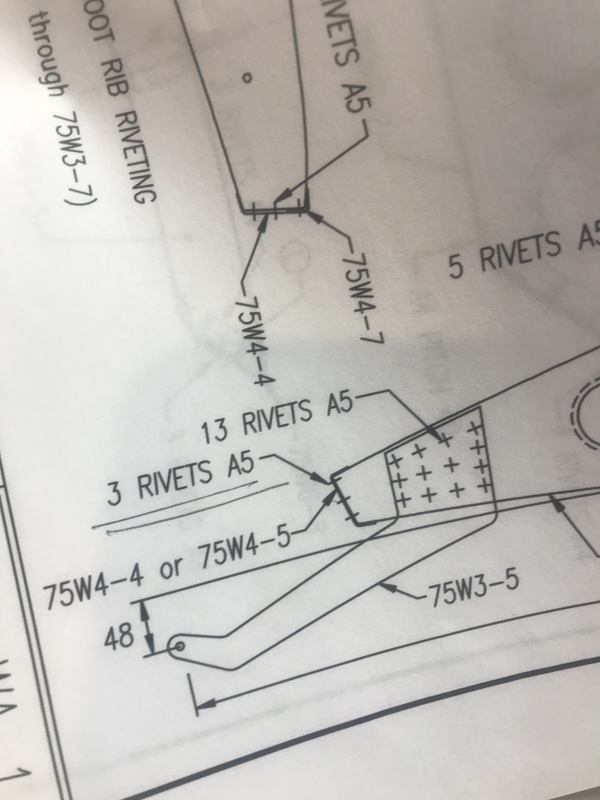 OOT RIB RIVETING
through 75W3-7)
IVETS A5
75W4-7
75W4-4
5 RIVETS A5
13 RIVETS A5
3 RIVETS A5
75W4-4 or 75W4-5
48
75W3-5
1